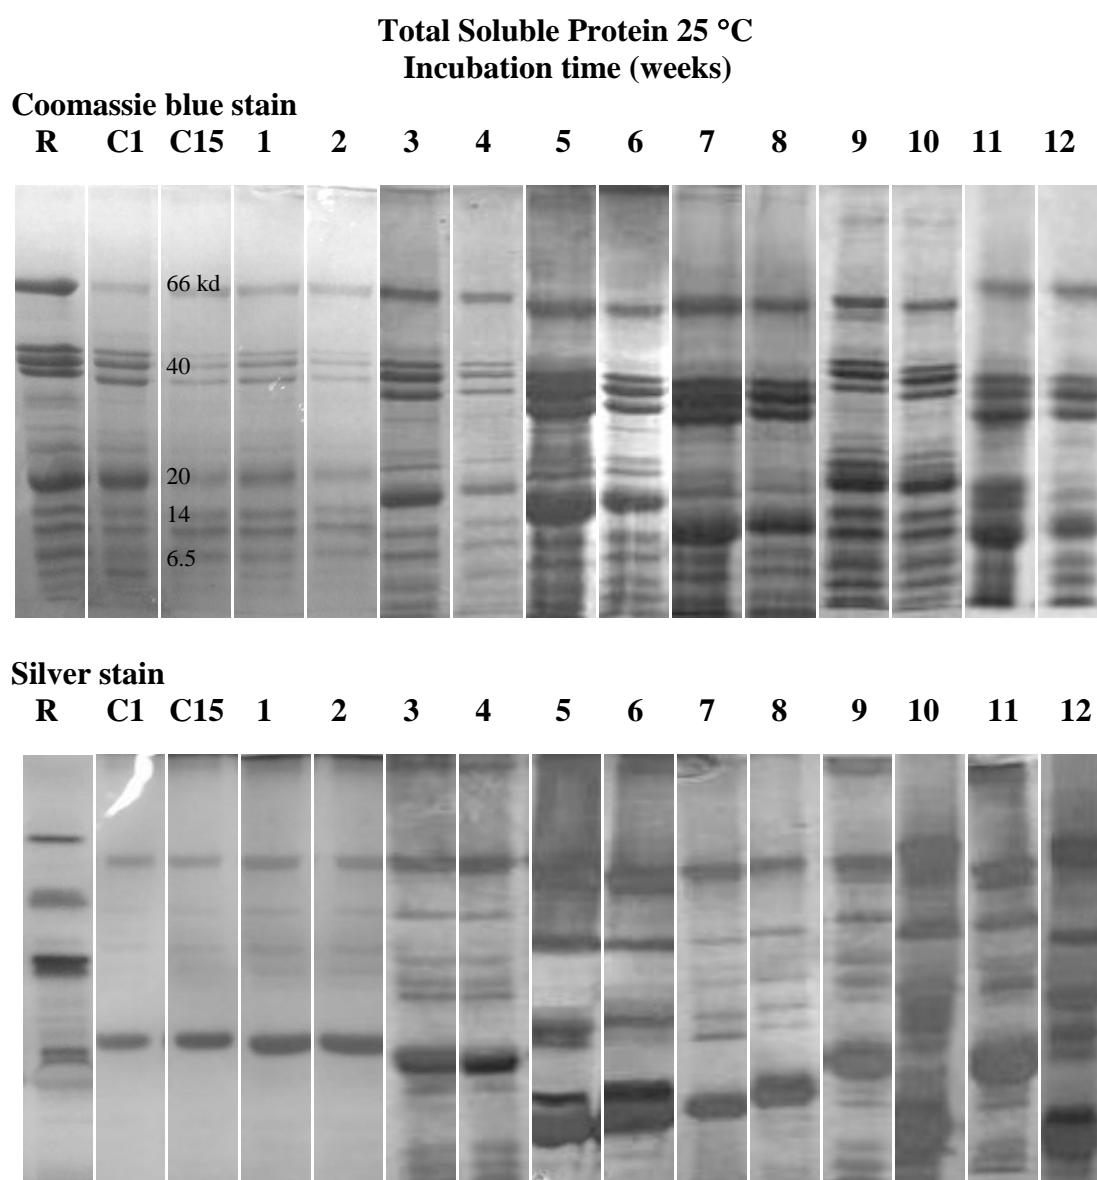 Total Soluble Protein 25 °C
Incubation time (weeks)
Coomassie blue stain
R C1 C15 1 2 3 4 5 6 7 8 9 10 11 12
66 kd
40
20
14
6.5
Silver stain
R C1 C15 1 2 3 4 5 6 7 8 9 10 11 12